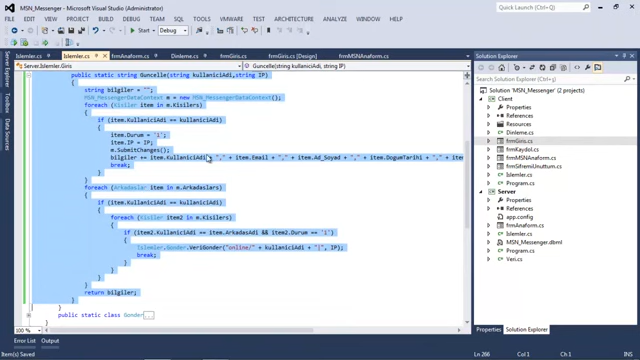 MSN_Messenger - Microsoft Visual Studio
Quick Launch (Ctrl+Q)
FILE EDIT VIEW PROJECT BUILD DEBUG TEAM SQL TOOLS TEST ARCHITECTURE ANALYZE WINDOW HELP
Start Debug
Islemler.cs Islemler.cs frmAnaform.cs Dinleme.cs frmGiris.cs [Design] frmMSNAnaform.cs
Server.Islemler.Giris Guncelle(string kullaniciAdi, string IP)
public static string Guncelle(string kullaniciAdi,string IP)
{
string bilgiler = "";
MSN_MessengerDataContext m = new MSN_MessengerDataContext();
foreach (Kisiler item in m.Kisilers)
{
if (item.KullaniciAdi == kullaniciAdi)
{
item.Durum = '1';
item.IP = IP;
m.SubmitChanges();
bilgiler += item.KullaniciAdi + "," + item.Email + "," + item.Ad_Soyad + "," + item.DogumTarihi + "," + item
break;
}
}
foreach (Arkadaslar item in m.Arkadaslars)
{
if (item.KullaniciAdi == kullaniciAdi)
{
foreach (Kisiler item2 in m.Kisilers)
{
if (item2.KullaniciAdi == item.ArkadasAdi && item2.Durum == '1')
{
Islemler.Gonder.VeriGonder("online/" + kullaniciAdi + "|", IP);
break;
}
}
}
}
return bilgiler;
}
}
public static class Gonder...
}
100 %
Error List Output
Item(s) Saved
Ln 266 Col 1 Ch 1
Server Explorer
Toolbox
Solution Explorer
Search Solution Explorer (Ctrl+;)
Solution 'MSN_Messenger' (2 projects)
Client
Properties
References
Dinleme.cs
frmGiris.cs
frmKaydol.cs
frmMSNAnaform.cs
frmSifremiUnuttum.cs
Islemler.cs
Program.cs
Server
Properties
References
app.config
frmAnaform.cs
Islemler.cs
MSN_Messenger.dbml
Program.cs
Veri.cs
Properties Solution Explorer